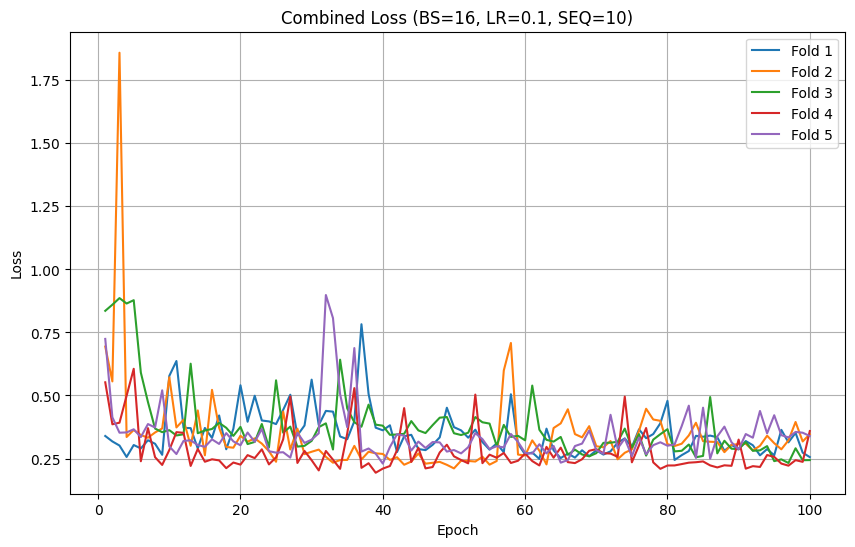 Combined Loss (BS=16, LR=0.1, SEQ=10)
Fold 1
Fold 2
Fold 3
Fold 4
Fold 5
Loss
1.75
1.50
1.25
1.00
0.75
0.50
0.25
0 20 40 60 80 100
Epoch